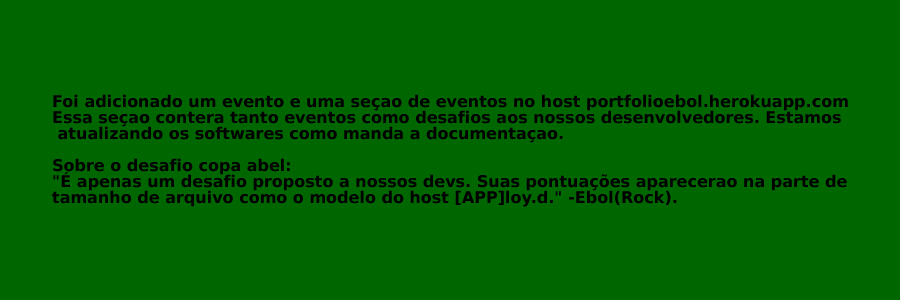 Foi adicionado um evento e uma seçao de eventos no host portfolioebol.herokuapp.com
Essa seçao contera tanto eventos como desafios aos nossos desenvolvedores. Estamos
atualizando os softwares como manda a documentaçao.
Sobre o desafio copa abel:
"É apenas um desafio proposto a nossos devs. Suas pontuações aparecerao na parte de
tamanho de arquivo como o modelo do host [APP]loy.d." -Ebol(Rock).